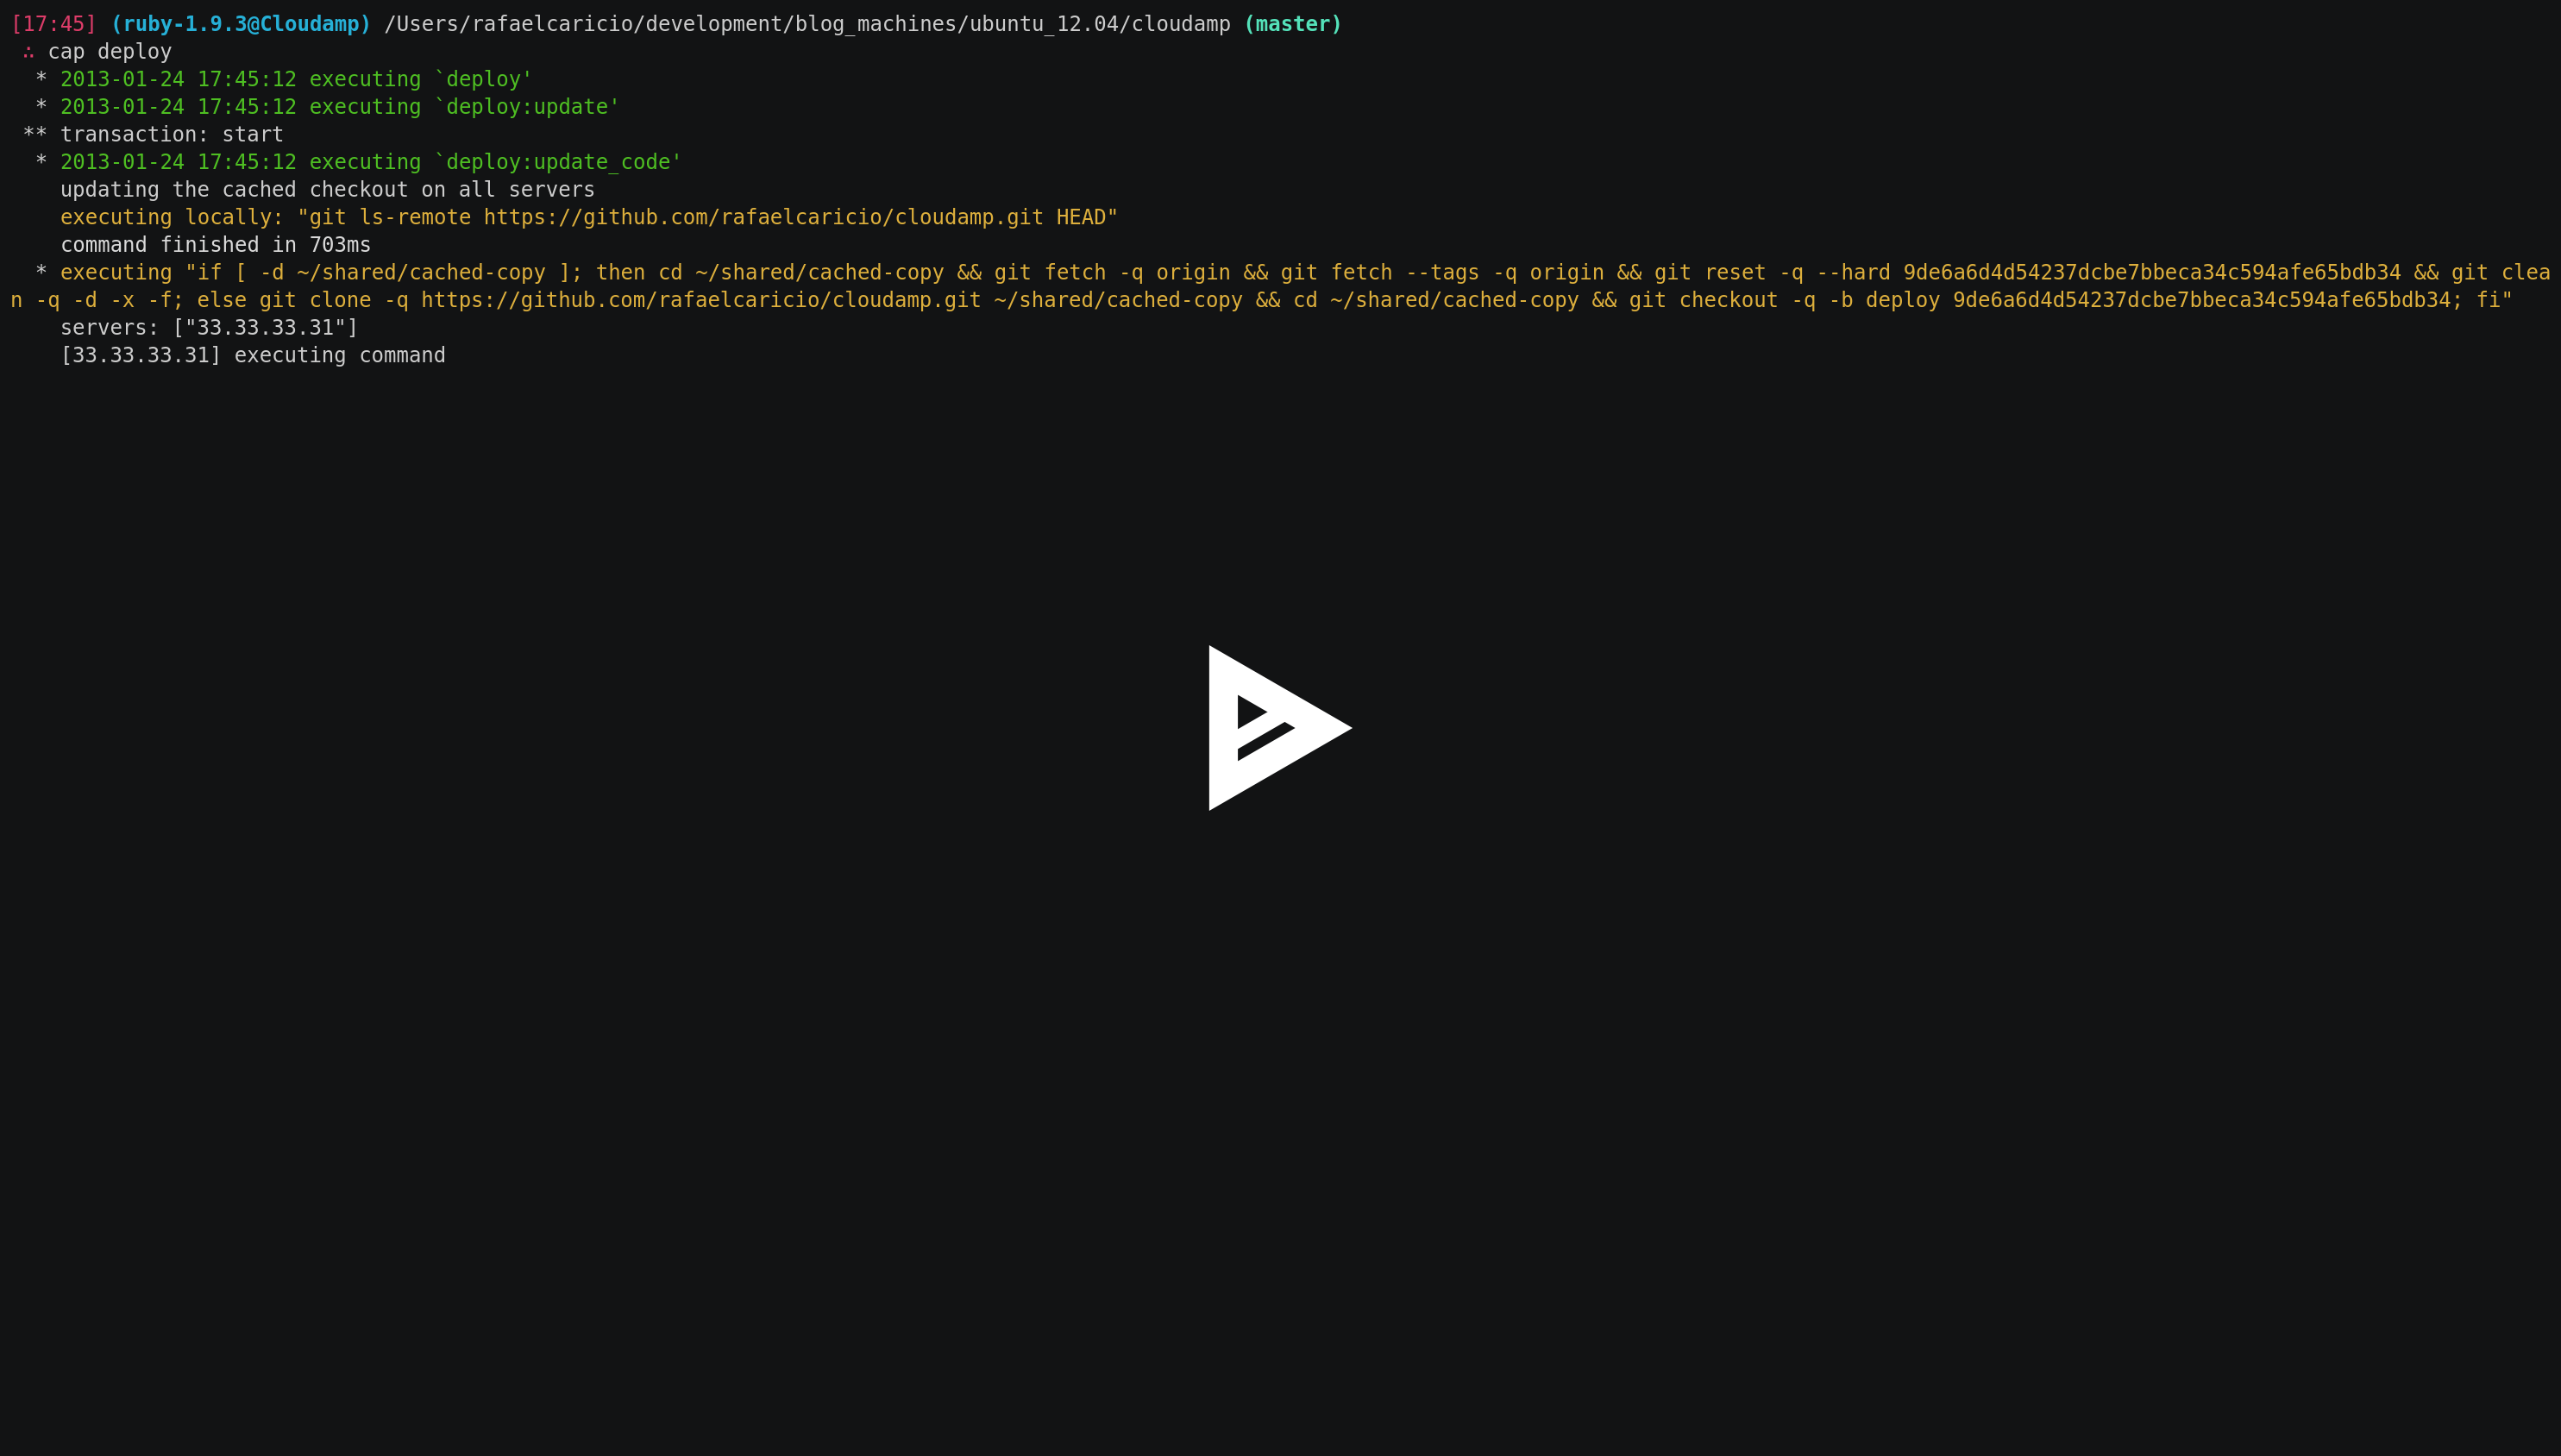 [17:45] (ruby-1.9.3@Cloudamp) /Users/rafaelcaricio/development/blog_machines/ubuntu_12.04/cloudamp (master)
∴ cap deploy
* 2013-01-24 17:45:12 executing `deploy'
* 2013-01-24 17:45:12 executing `deploy:update'
** transaction: start
* 2013-01-24 17:45:12 executing `deploy:update_code'
updating the cached checkout on all servers
executing locally: "git ls-remote https://github.com/rafaelcaricio/cloudamp.git HEAD"
command finished in 703ms
* executing "if [ -d ~/shared/cached-copy ]; then cd ~/shared/cached-copy && git fetch -q origin && git fetch --tags -q origin && git reset -q --hard 9de6a6d4d54237dcbe7bbeca34c594afe65bdb34 && git clea
n -q -d -x -f; else git clone -q https://github.com/rafaelcaricio/cloudamp.git ~/shared/cached-copy && cd ~/shared/cached-copy && git checkout -q -b deploy 9de6a6d4d54237dcbe7bbeca34c594afe65bdb34; fi"
servers: ["33.33.33.31"]
[33.33.33.31] executing command